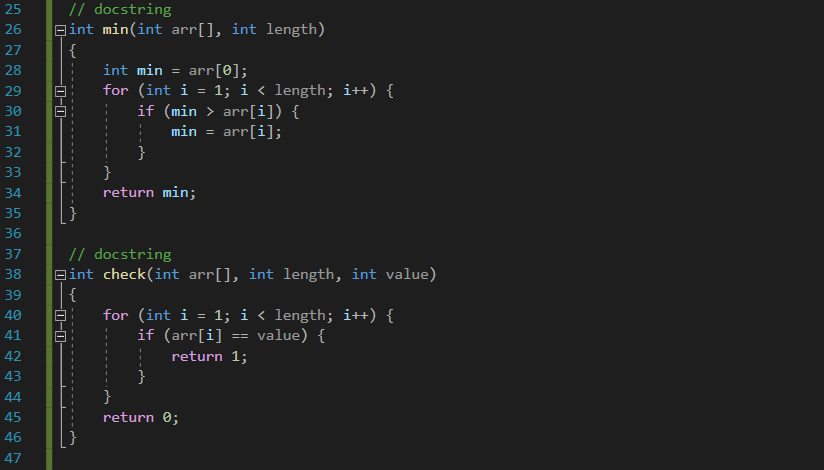 25 // docstring
26 int min(int arr[], int length)
27 {
28     int min = arr[0];
29     for (int i = 1; i < length; i++) {
30         if (min > arr[i]) {
31             min = arr[i];
32         }
33     }
34     return min;
35 }
36
37 // docstring
38 int check(int arr[], int length, int value)
39 {
40     for (int i = 1; i < length; i++) {
41         if (arr[i] == value) {
42             return 1;
43         }
44     }
45     return 0;
46 }
47